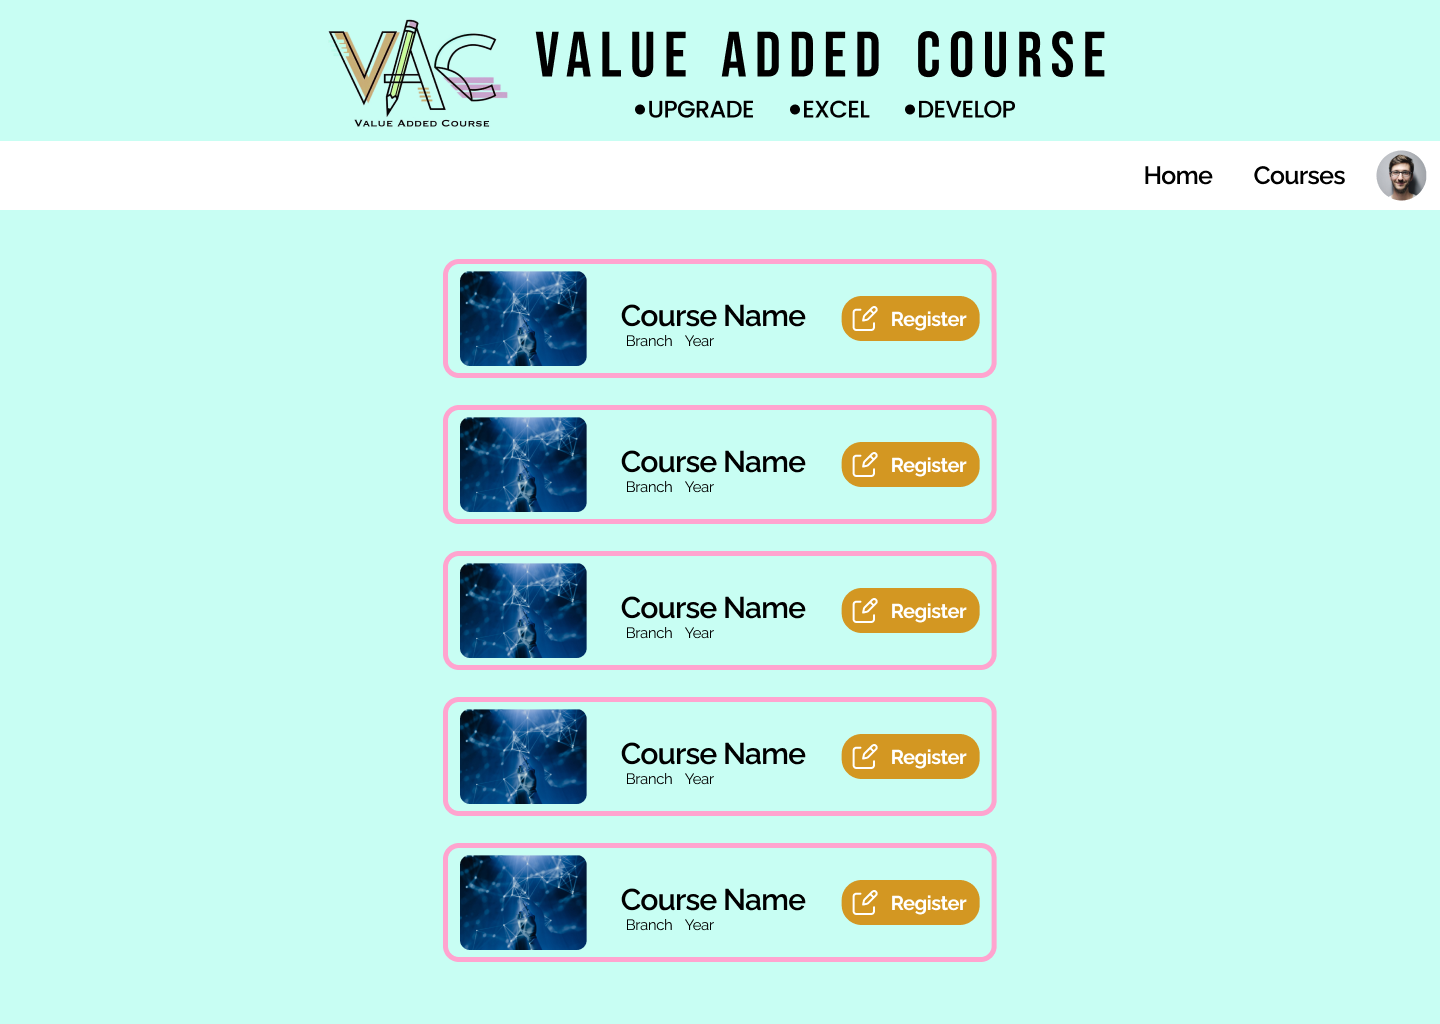 VAC
Value Added Course
VALUE ADDED COURSE
•UPGRADE •EXCEL •DEVELOP
Home Courses
Course Name
Branch Year
Register
Course Name
Branch Year
Register
Course Name
Branch Year
Register
Course Name
Branch Year
Register
Course Name
Branch Year
Register